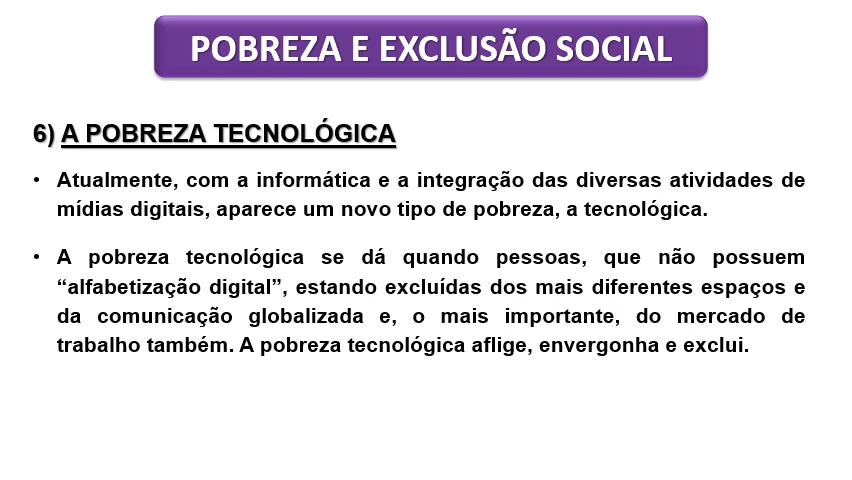 POBREZA E EXCLUSÃO SOCIAL
6) A POBREZA TECNOLÓGICA
• Atualmente, com a informática e a integração das diversas atividades de
mídias digitais, aparece um novo tipo de pobreza, a tecnológica.
• A pobreza tecnológica se dá quando pessoas, que não possuem
“alfabetização digital”, estando excluídas dos mais diferentes espaços e
da comunicação globalizada e, o mais importante, do mercado de
trabalho também. A pobreza tecnológica aflige, envergonha e exclui.